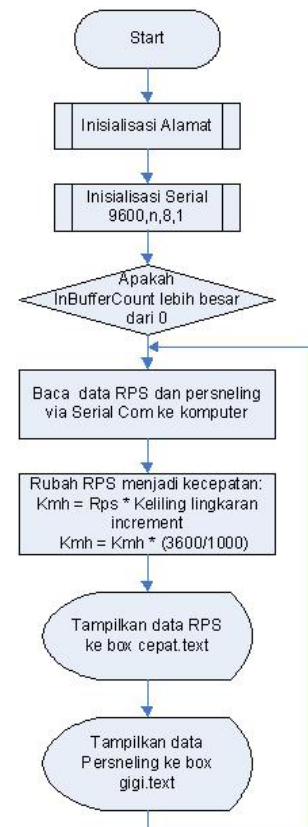 Start
Inisialisasi Alamat
Inisialisasi Serial
9600,n,8,1
Apakah
InBufferCount lebih besar
dari 0
Baca data RPS dan persneling
via Serial Com ke komputer
Rubah RPS menjadi kecepatan:
Kmh = Rps * Keliling lingkaran
increment
Kmh = Kmh * (3600/1000)
Tampilkan data RPS
ke box cepat.text
Tampilkan data
Persneling ke box
gigi.text